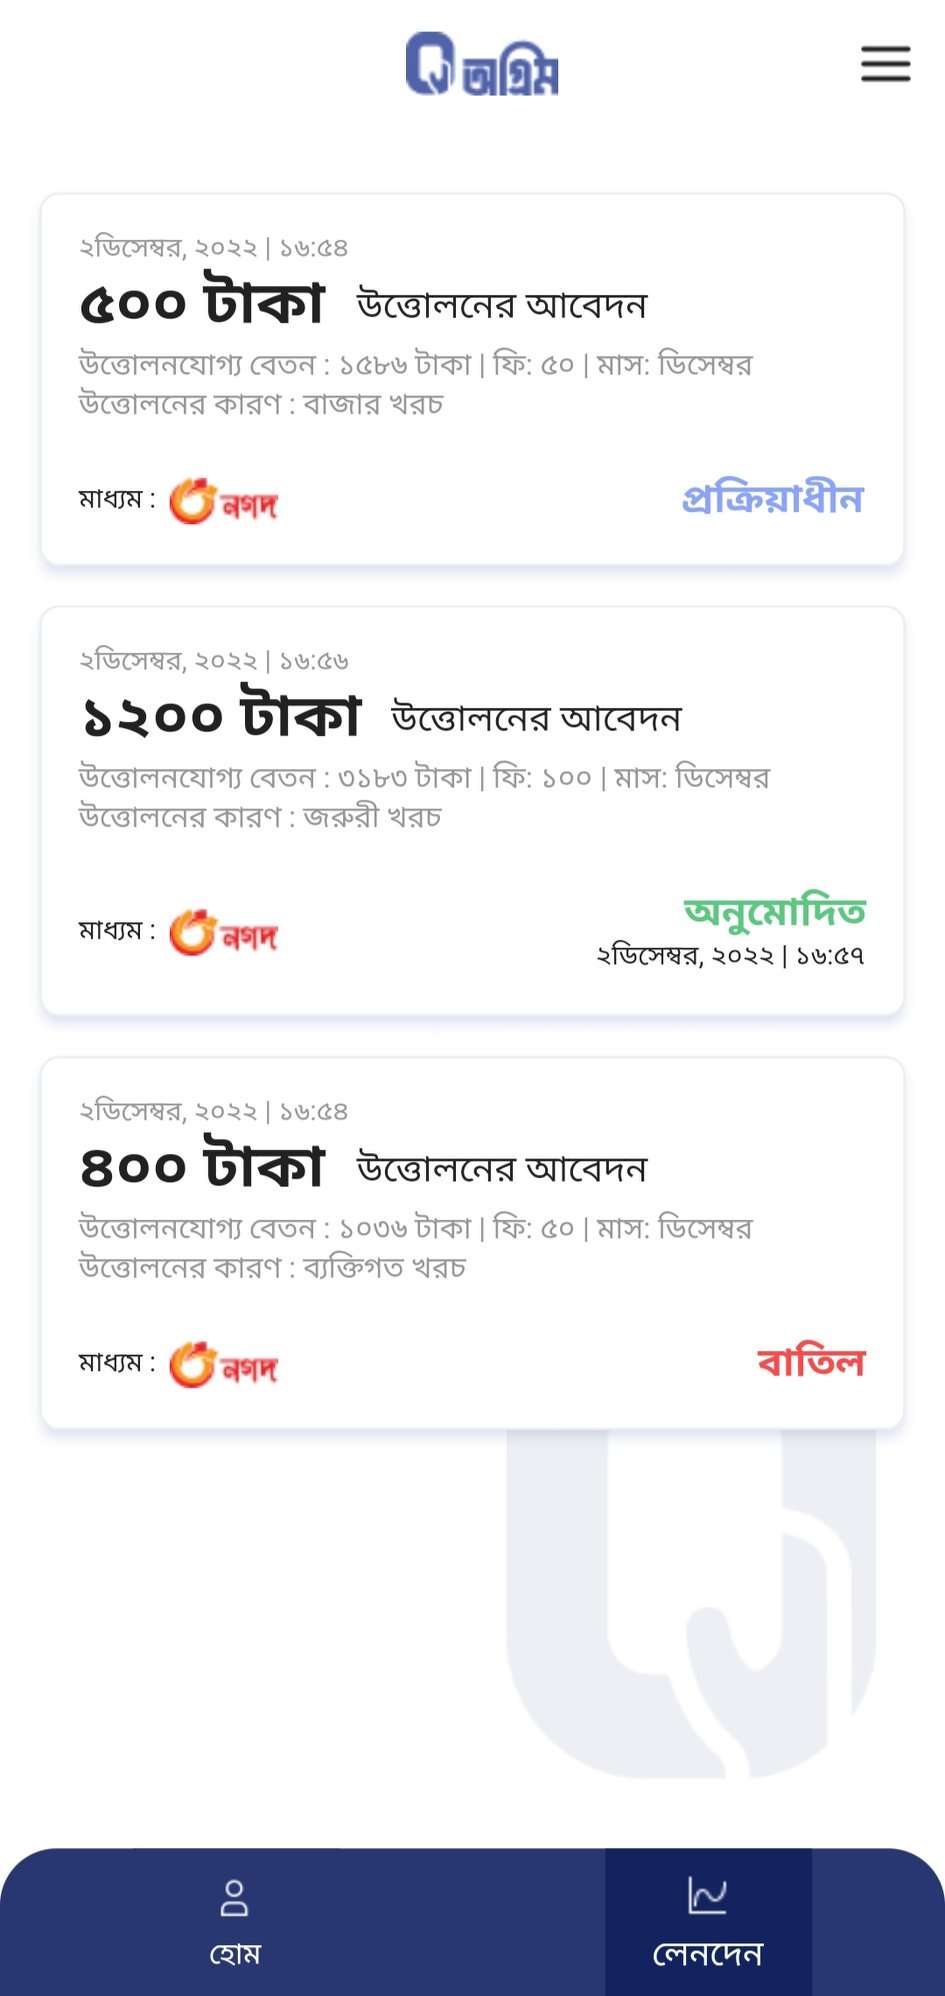 অগ্রিম
২ডিসেম্বর, ২০২২ | ১৬:৫৪
৫০০ টাকা উত্তোলনের আবেদন
উত্তোলনযোগ্য বেতন : ১৫৮৬ টাকা | ফি: ৫০ | মাস: ডিসেম্বর
উত্তোলনের কারণ : বাজার খরচ
মাধ্যম : নগদ প্রক্রিয়াধীন
২ডিসেম্বর, ২০২২ | ১৬:৫৬
১২০০ টাকা উত্তোলনের আবেদন
উত্তোলনযোগ্য বেতন : ৩১৮৩ টাকা | ফি: ১০০ | মাস: ডিসেম্বর
উত্তোলনের কারণ : জরুরী খরচ
মাধ্যম : নগদ অনুমোদিত
২ডিসেম্বর, ২০২২ | ১৬:৫৭
২ডিসেম্বর, ২০২২ | ১৬:৫৪
৪০০ টাকা উত্তোলনের আবেদন
উত্তোলনযোগ্য বেতন : ১০৩৬ টাকা | ফি: ৫০ | মাস: ডিসেম্বর
উত্তোলনের কারণ : ব্যক্তিগত খরচ
মাধ্যম : নগদ বাতিল
হোম লেনদেন